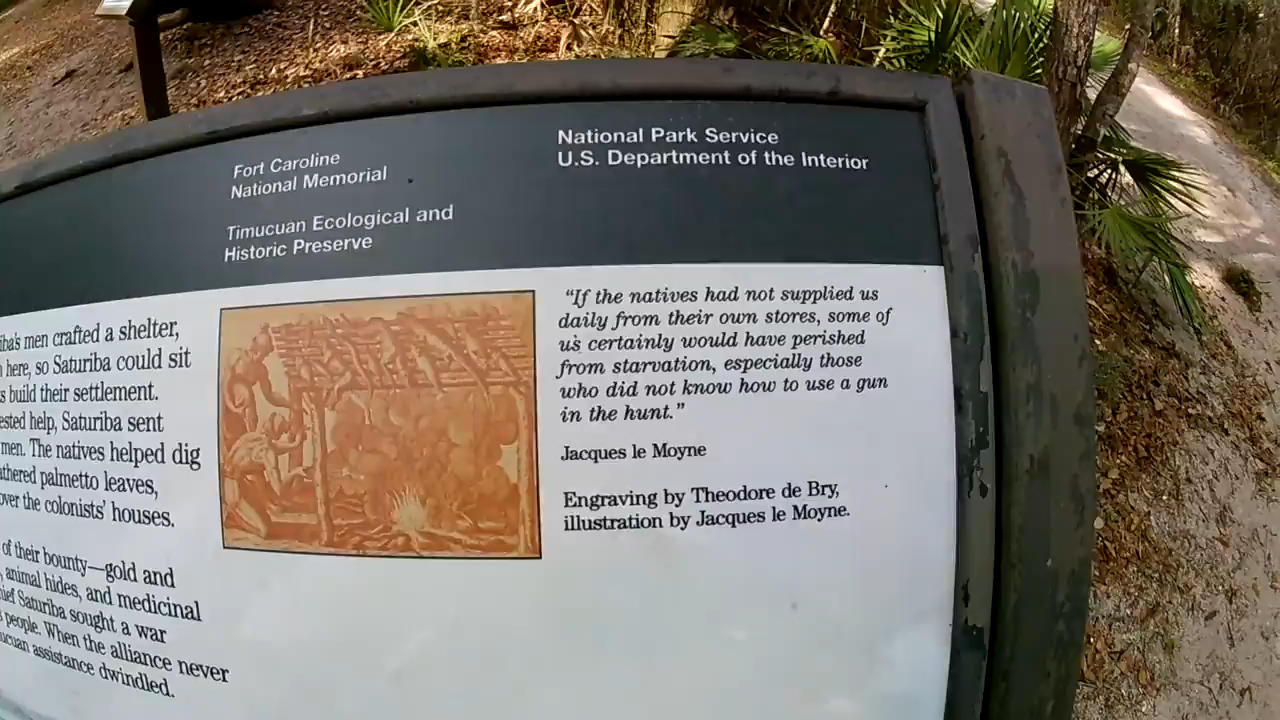 Fort Caroline
National Memorial
Timucuan Ecological and
Historic Preserve
National Park Service
U.S. Department of the Interior
men crafted a shelter,
here, so Saturiba could sit
build their settlement.
help, Saturiba sent
men. The natives helped dig
palmetto leaves,
over the colonists' houses.
of their bounty—gold and
animal hides, and medicinal
Saturiba sought a war
people. When the alliance never
assistance dwindled.
"If the natives had not supplied us
daily from their own stores, some of
us certainly would have perished
from starvation, especially those
who did not know how to use a gun
in the hunt."
Jacques le Moyne
Engraving by Theodore de Bry,
illustration by Jacques le Moyne.